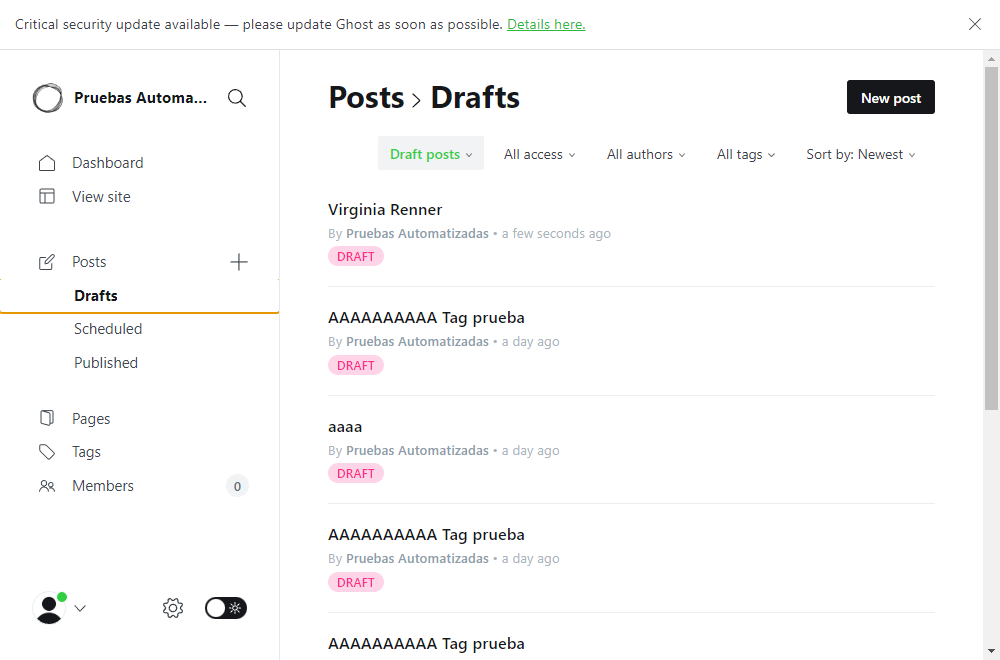 Critical security update available — please update Ghost as soon as possible. Details here.
Pruebas Automa...
Dashboard
View site
Posts
Drafts
Scheduled
Published
Pages
Tags
Members 0
Posts > Drafts
New post
Draft posts All access All authors All tags Sort by: Newest
Virginia Renner
By Pruebas Automatizadas • a few seconds ago
DRAFT
AAAAAAAAAA Tag prueba
By Pruebas Automatizadas • a day ago
DRAFT
aaaa
By Pruebas Automatizadas • a day ago
DRAFT
AAAAAAAAAA Tag prueba
By Pruebas Automatizadas • a day ago
DRAFT
AAAAAAAAAA Tag prueba